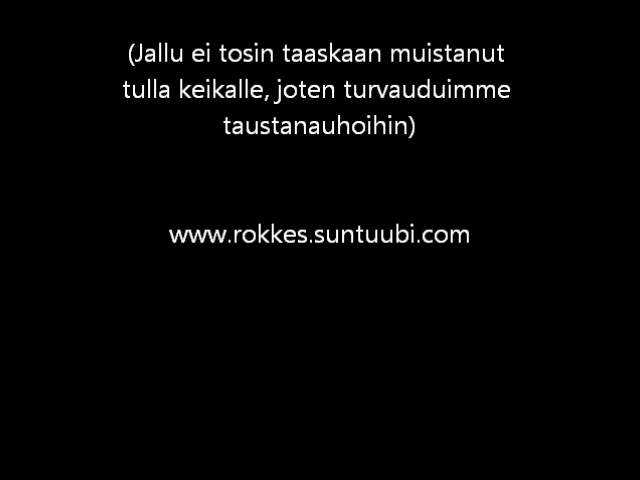 (Jallu ei tosin taaskaan muistanut
tulla keikalle, joten turvauduimme
taustanauhoihin)
www.rokkes.suntuubi.com